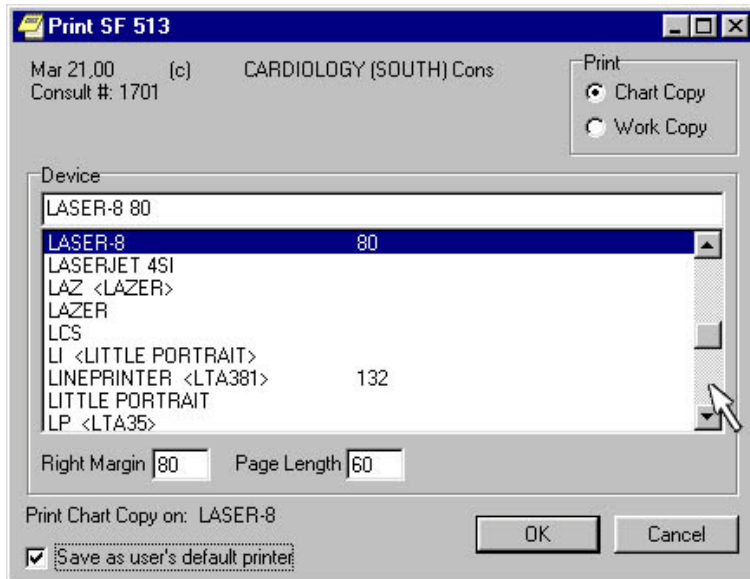 Print SF 513
Mar 21,00 (c) CARDIOLOGY (SOUTH) Cons
Consult #: 1701
Print
Chart Copy
Work Copy
Device
LASER-8 80
LASER-8 80
LASERJET 4SI
LAZ <LAZER>
LAZER
LCS
LI <LITTLE PORTRAIT>
LINEPRINTER <LTA381> 132
LITTLE PORTRAIT
LP <LTA35>
Right Margin 80 Page Length 60
Print Chart Copy on: LASER-8
Save as user's default printer
OK Cancel